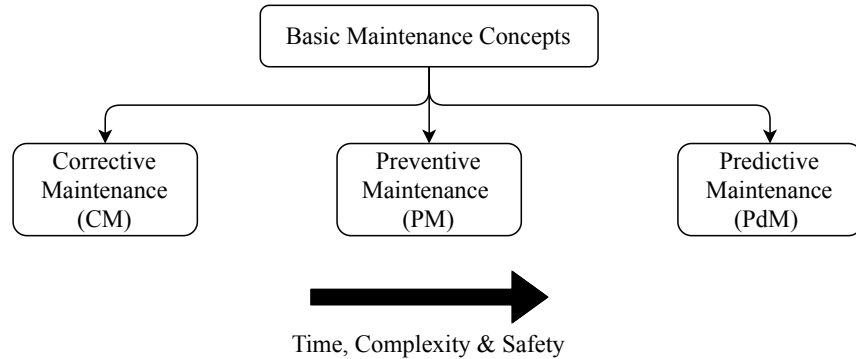 Basic Maintenance Concepts
Corrective
Maintenance
(CM)
Preventive
Maintenance
(PM)
Predictive
Maintenance
(PdM)
Time, Complexity & Safety